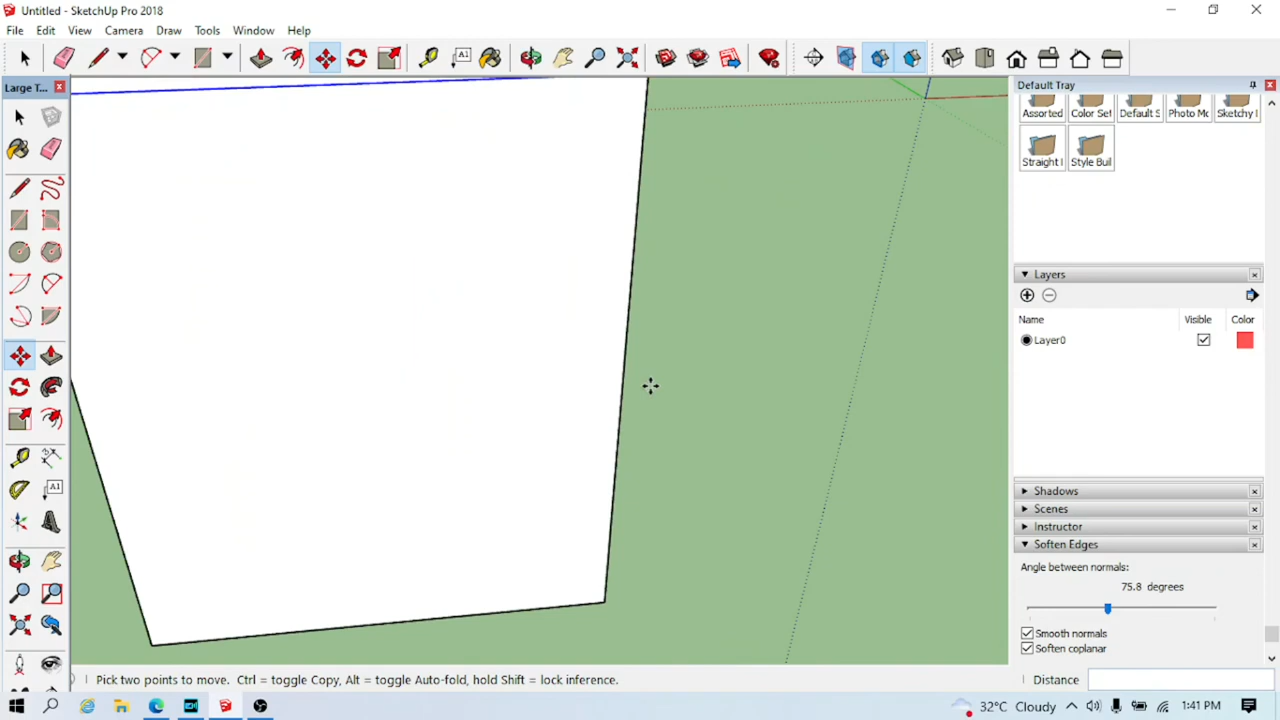 Untitled - SketchUp Pro 2018
File Edit View Camera Draw Tools Window Help
A1
Large T...
Default Tray
Assorted Color Set Default S Photo Mo Sketchy I
Straight I Style Buil
Layers
Name Visible Color
Layer0
A1
Shadows
Scenes
Instructor
Soften Edges
Angle between normals:
75.8 degrees
Smooth normals
Soften coplanar
Pick two points to move. Ctrl = toggle Copy, Alt = toggle Auto-fold, hold Shift = lock inference.
Distance
32°C Cloudy
1:41 PM